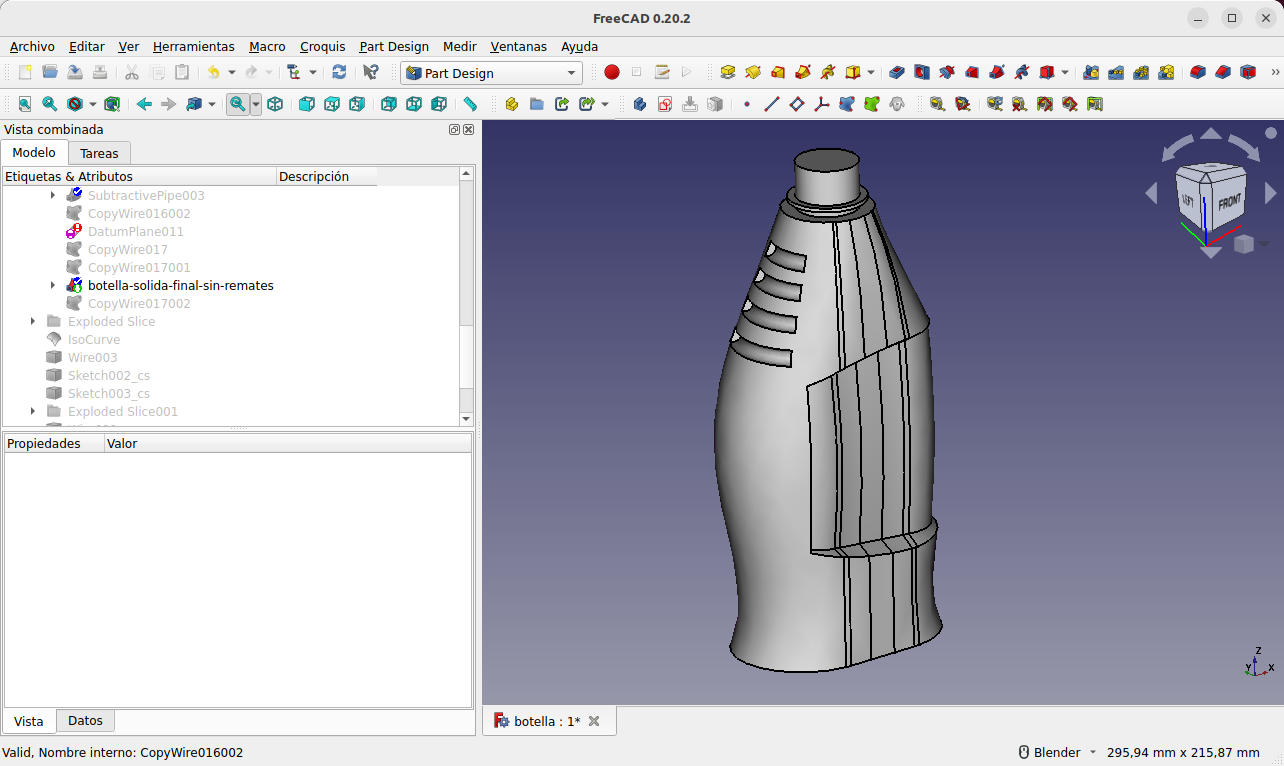 FreeCAD 0.20.2
Archivo Editar Ver Herramientas Macro Croquis Part Design Medir Ventanas Ayuda
Part Design
Vista combinada
Modelo Tareas
Etiquetas & Atributos Descripción
SubtractivePipe003
CopyWire016002
DatumPlane011
CopyWire017
CopyWire017001
botella-solida-final-sin-remates
CopyWire017002
Exploded Slice
IsoCurve
Wire003
Sketch002_cs
Sketch003_cs
Exploded Slice001
Propiedades Valor
Vista Datos
LEFT FRONT
Z
Y X
botella : 1*
Valid, Nombre interno: CopyWire016002
Blender 295,94 mm x 215,87 mm